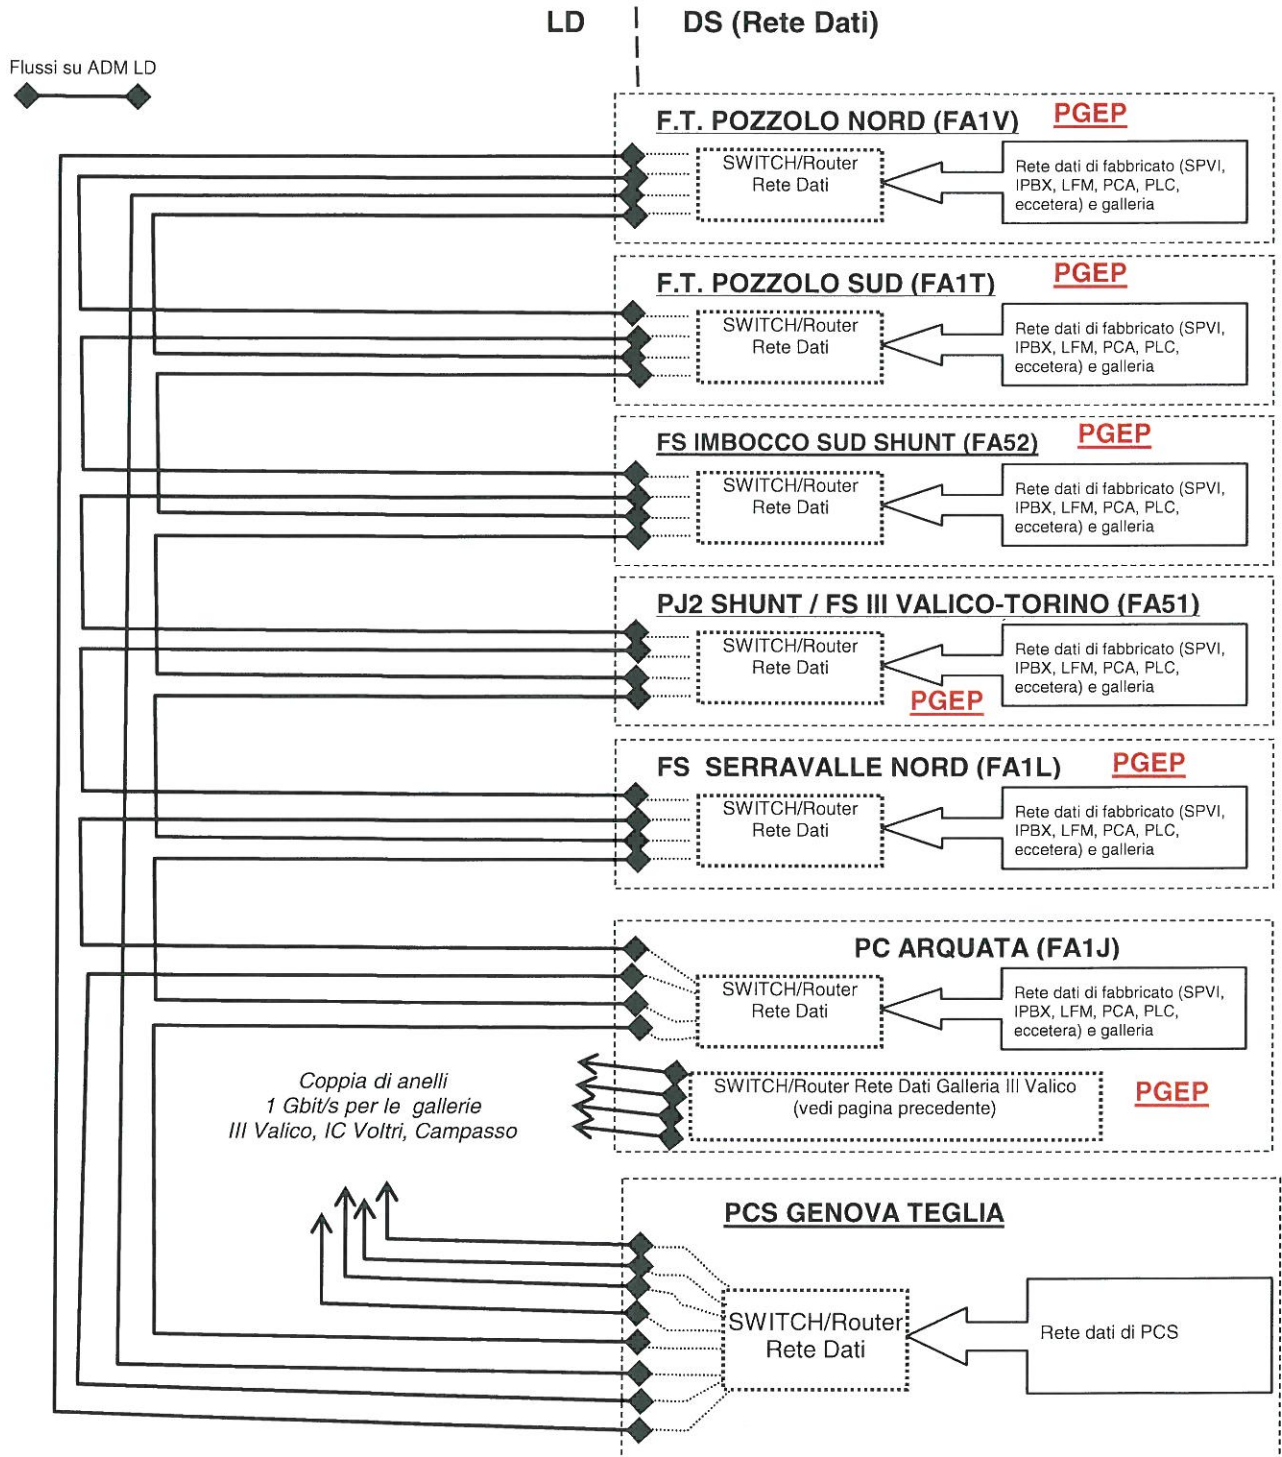 LD
DS (Rete Dati)
Flussi su ADM LD
F.T. POZZOLO NORD (FA1V)
PGEP
SWITCH/Router
Rete Dati
Rete dati di fabbricato (SPVI,
IPBX, LFM, PCA, PLC,
eccetera) e galleria
F.T. POZZOLO SUD (FA1T)
PGEP
SWITCH/Router
Rete Dati
Rete dati di fabbricato (SPVI,
IPBX, LFM, PCA, PLC,
eccetera) e galleria
FS IMBOCCO SUD SHUNT (FA52)
PGEP
SWITCH/Router
Rete Dati
Rete dati di fabbricato (SPVI,
IPBX, LFM, PCA, PLC,
eccetera) e galleria
PJ2 SHUNT / FS III VALICO-TORINO (FA51)
SWITCH/Router
Rete Dati
Rete dati di fabbricato (SPVI,
IPBX, LFM, PCA, PLC,
eccetera) e galleria
PGEP
FS SERRAVALLE NORD (FA1L)
PGEP
SWITCH/Router
Rete Dati
Rete dati di fabbricato (SPVI,
IPBX, LFM, PCA, PLC,
eccetera) e galleria
PC ARQUATA (FA1J)
SWITCH/Router
Rete Dati
Rete dati di fabbricato (SPVI,
IPBX, LFM, PCA, PLC,
eccetera) e galleria
Coppia di anelli
1 Gbit/s per le gallerie
III Valico, IC Voltri, Campasso
SWITCH/Router Rete Dati Galleria III Valico
(vedi pagina precedente)
PGEP
PCS GENOVA TEGLIA
SWITCH/Router
Rete Dati
Rete dati di PCS